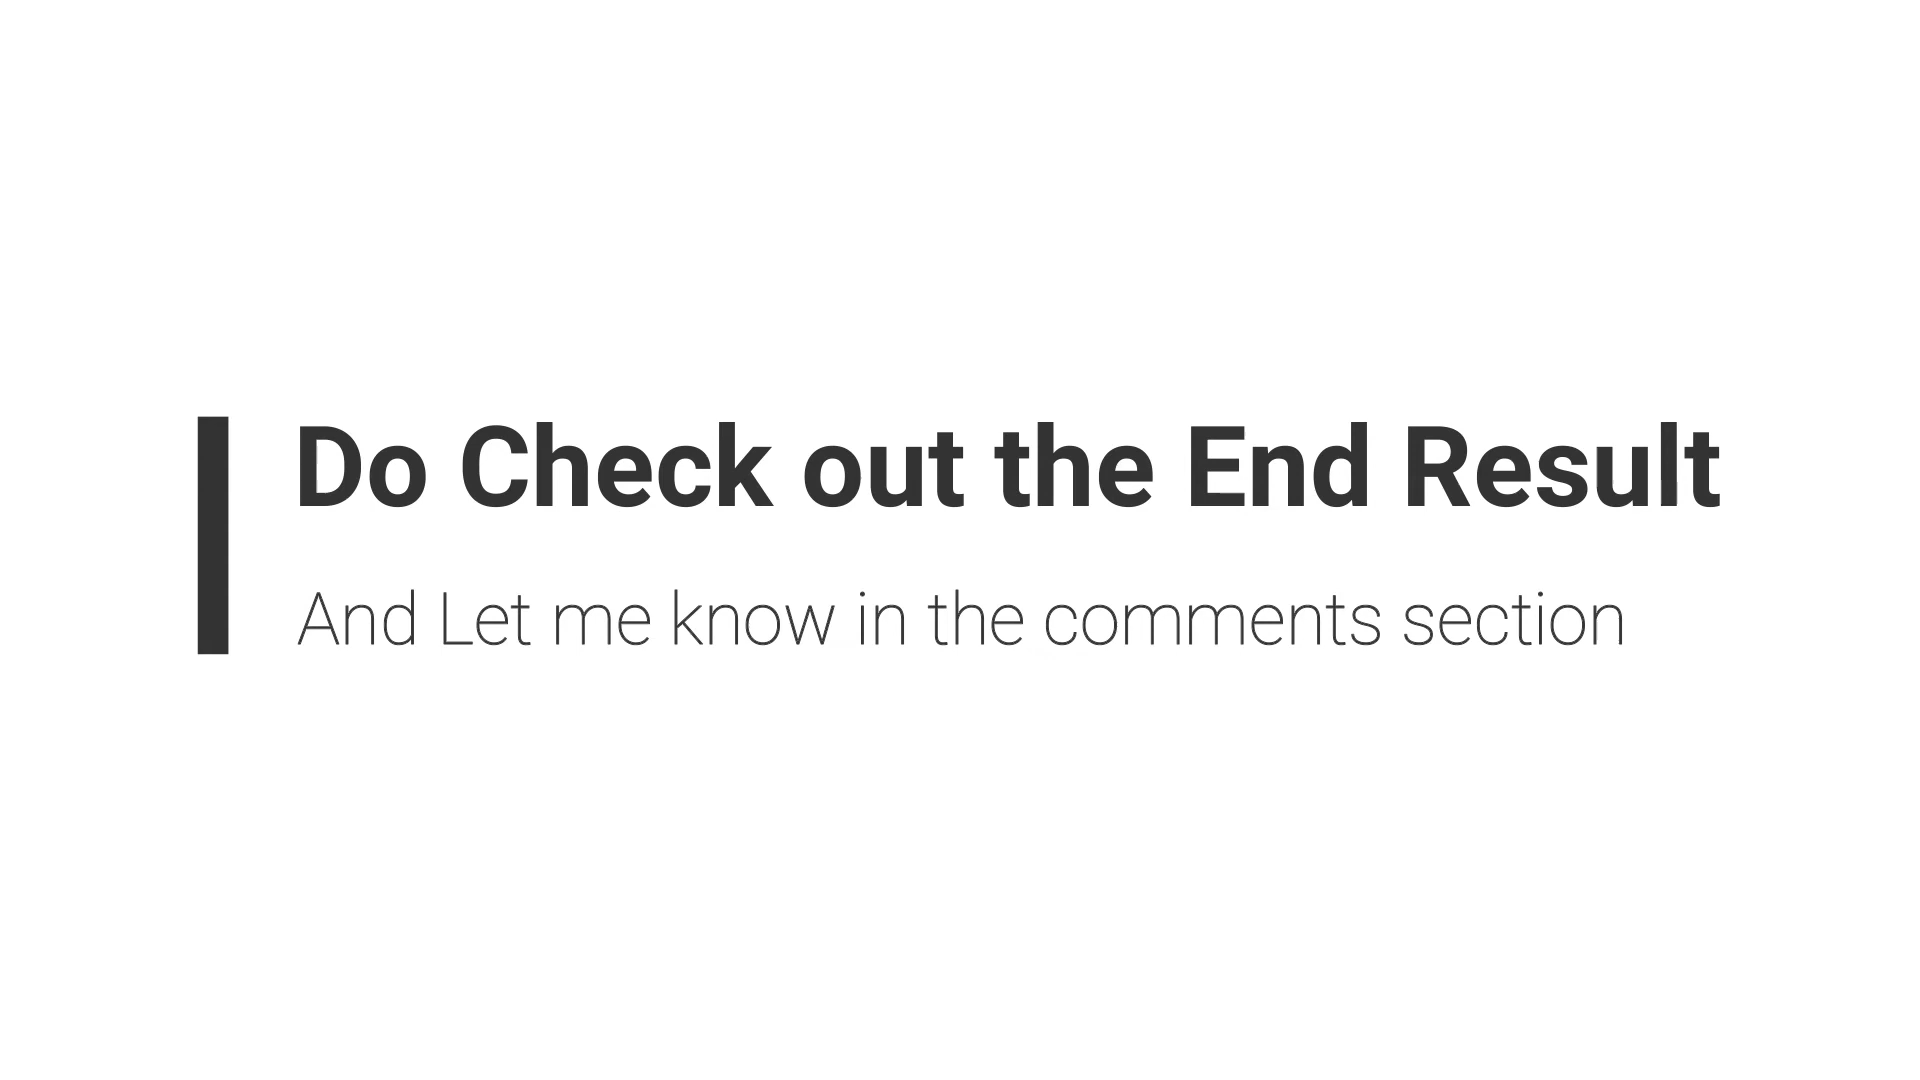 Do Check out the End Result
And Let me know in the comments section